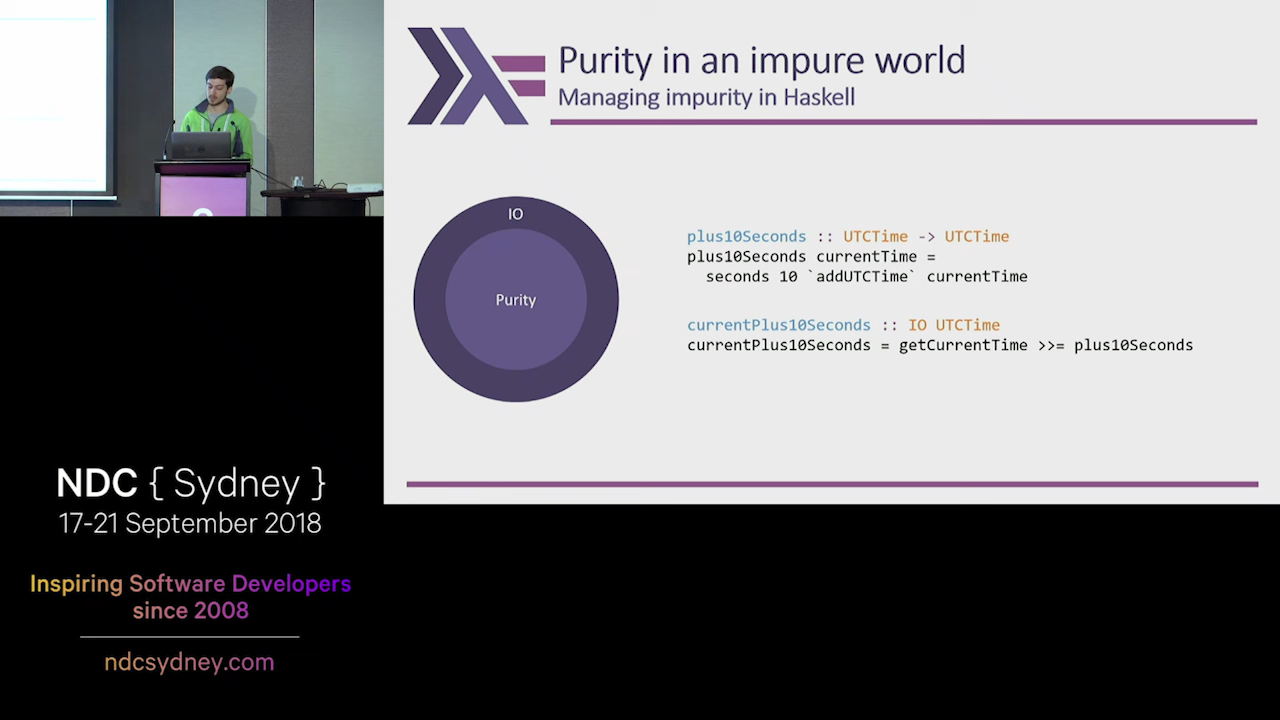 Purity in an impure world
Managing impurity in Haskell
IO
Purity
plus10Seconds :: UTCTime -> UTCTime
plus10Seconds currentTime =
seconds 10 `addUTCTime` currentTime
currentPlus10Seconds :: IO UTCTime
currentPlus10Seconds = getCurrentTime >>= plus10Seconds
NDC { Sydney }
17-21 September 2018
Inspiring Software Developers
since 2008
ndcsydney.com